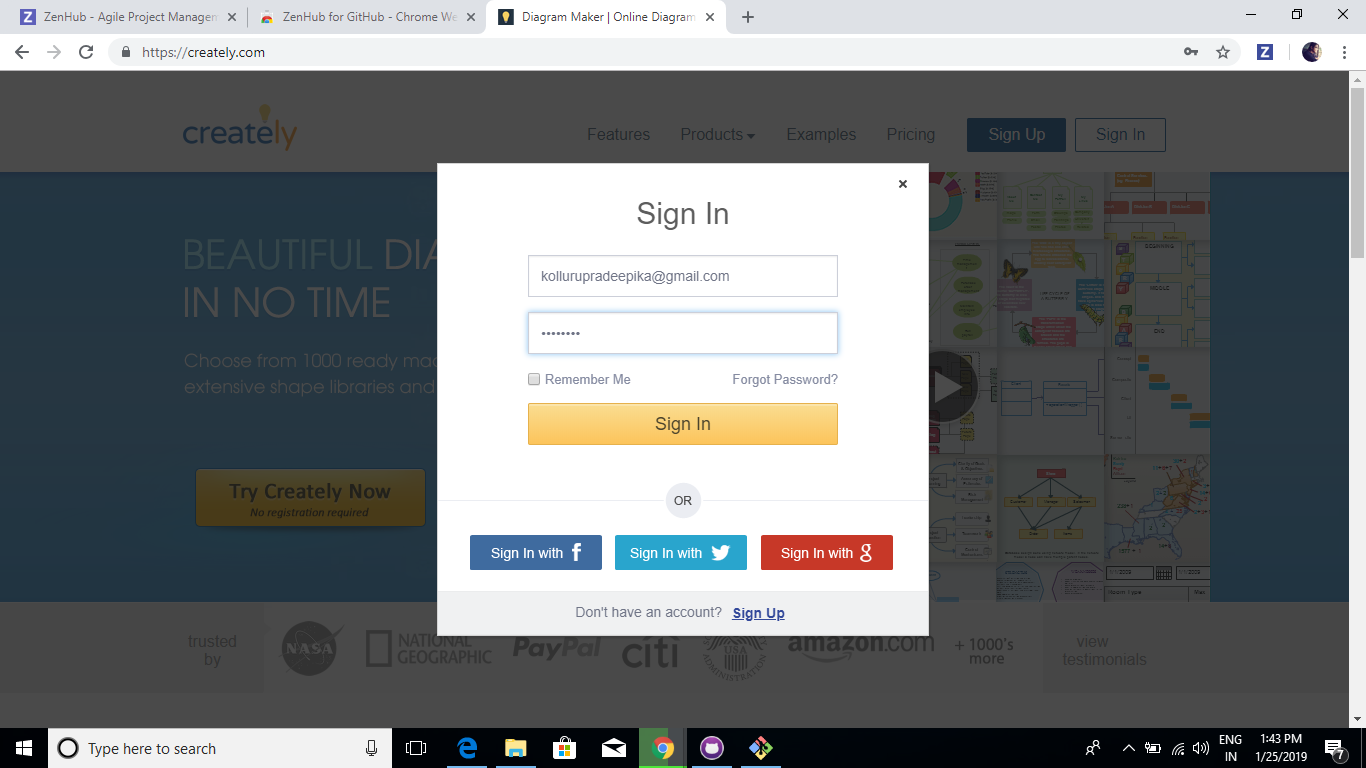 ZenHub - Agile Project Managem
ZenHub for GitHub - Chrome We
Diagram Maker | Online Diagram
https://creately.com
Z
creately
Features
Products
Examples
Pricing
Sign Up
Sign In
BEAUTIFUL DIA
IN NO TIME
Choose from 1000 ready mad
extensive shape libraries and
Try Creately Now
No registration required
Sign In
kollurupradeepika@gmail.com
••••••••
Remember Me
Forgot Password?
Sign In
OR
Sign In with f
Sign In with
Sign In with g
Don't have an account? Sign Up
trusted
by
NASA
NATIONAL
GEOGRAPHIC
PayPal
citi
USA
ADMINISTRATION
amazon.com
+ 1000's
more
view
testimonials
Type here to search
ENG
IN
1:43 PM
1/25/2019
7